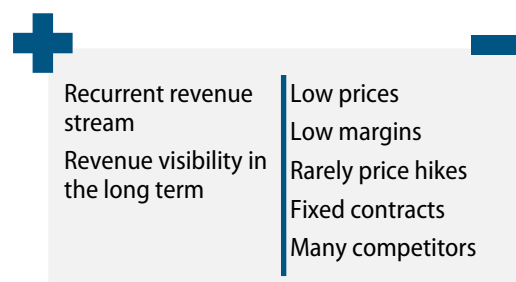 Recurrent revenue
stream
Revenue visibility in
the long term
Low prices
Low margins
Rarely price hikes
Fixed contracts
Many competitors